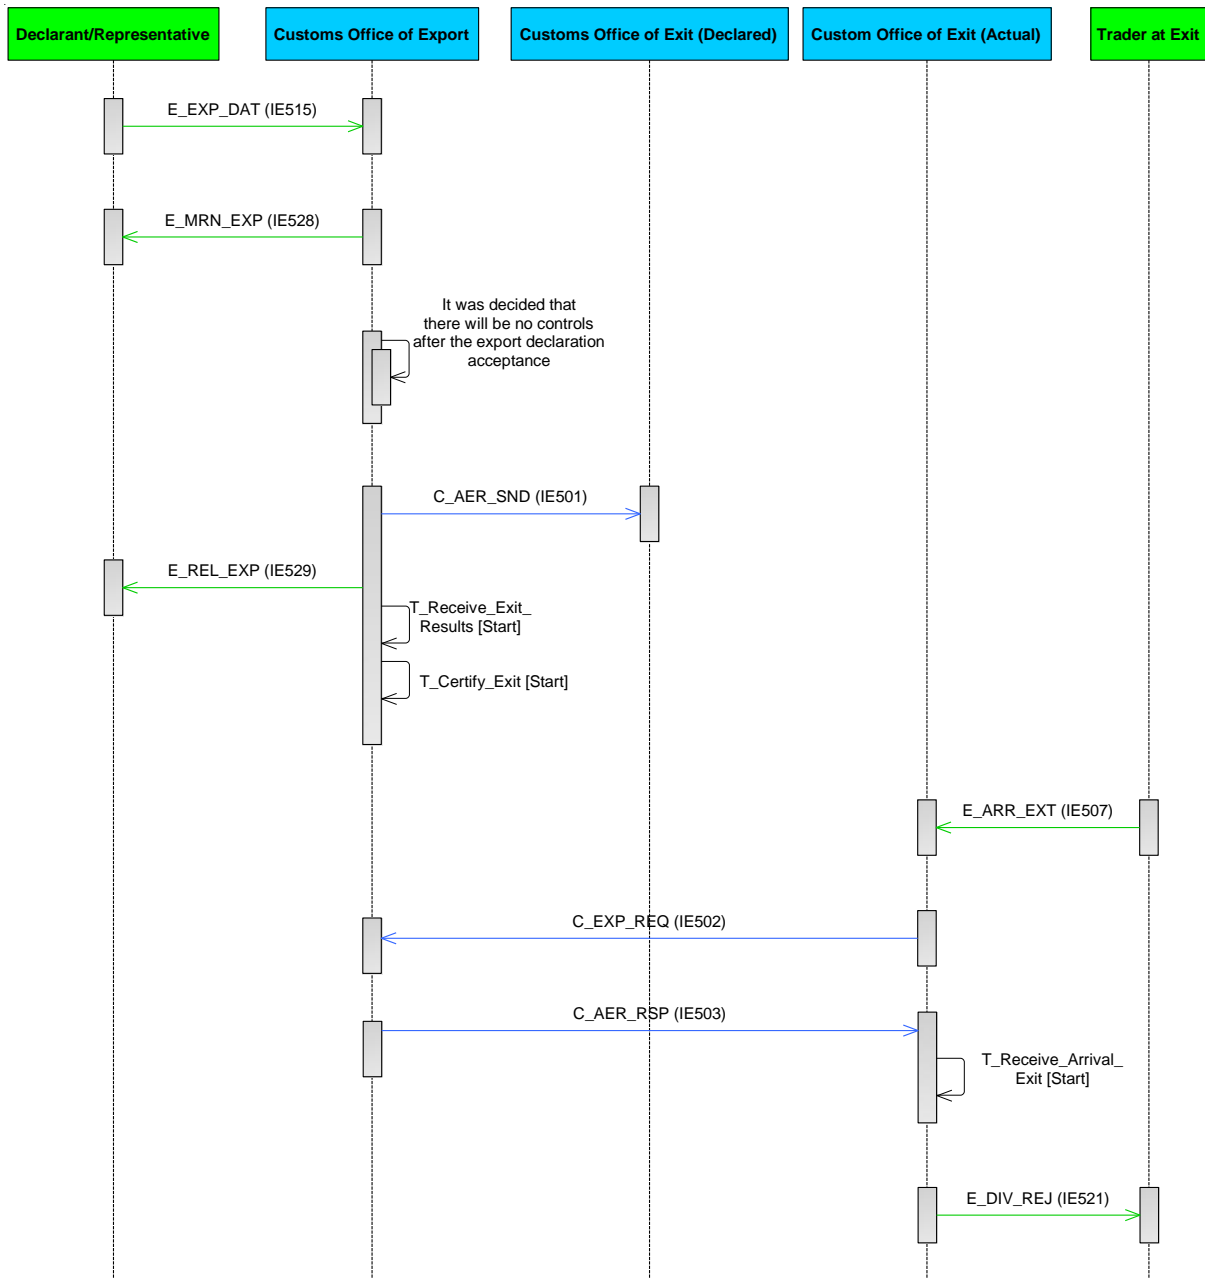 Declarant/Representative
Customs Office of Export
Customs Office of Exit (Declared)
Custom Office of Exit (Actual)
Trader at Exit
E_EXP_DAT (IE515)
E_MRN_EXP (IE528)
It was decided that
there will be no controls
after the export declaration
acceptance
C_AER_SND (IE501)
E_REL_EXP (IE529)
T_Receive_Exit_
Results [Start]
T_Certify_Exit [Start]
E_ARR_EXT (IE507)
C_EXP_REQ (IE502)
C_AER_RSP (IE503)
T_Receive_Arrival_
Exit [Start]
E_DIV_REJ (IE521)